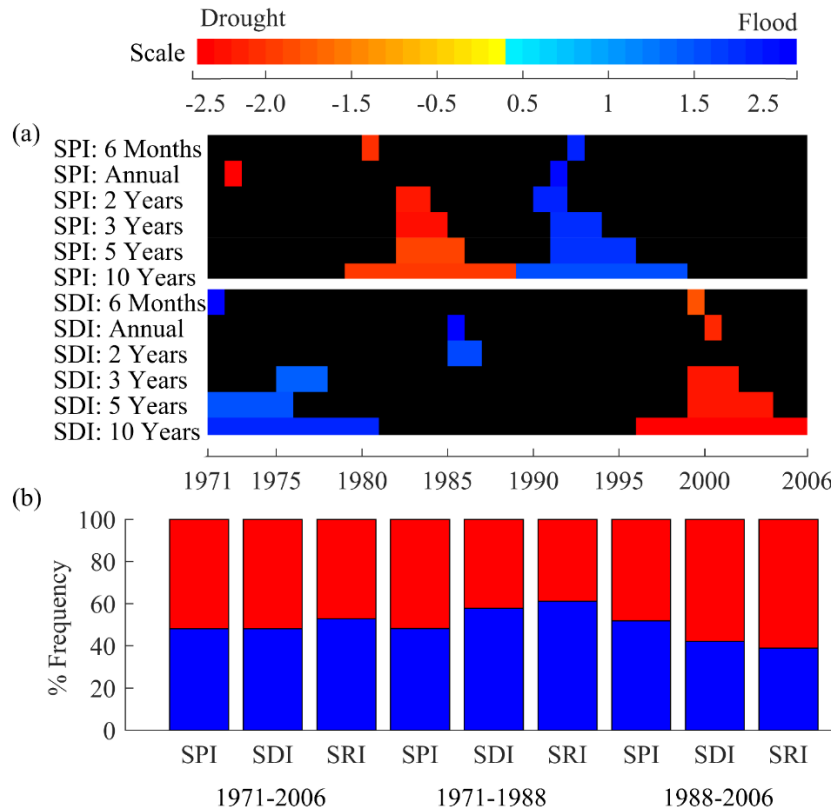 Drought Flood
Scale
-2.5 -2.0 -1.5 -0.5 0.5 1 1.5 2.5
(a)
SPI: 6 Months
SPI: Annual
SPI: 2 Years
SPI: 3 Years
SPI: 5 Years
SPI: 10 Years
SDI: 6 Months
SDI: Annual
SDI: 2 Years
SDI: 3 Years
SDI: 5 Years
SDI: 10 Years
1971 1975 1980 1985 1990 1995 2000 2006
(b)
% Frequency
100
80
60
40
20
0
SPI SDI SRI SPI SDI SRI SPI SDI SRI
1971-2006 1971-1988 1988-2006